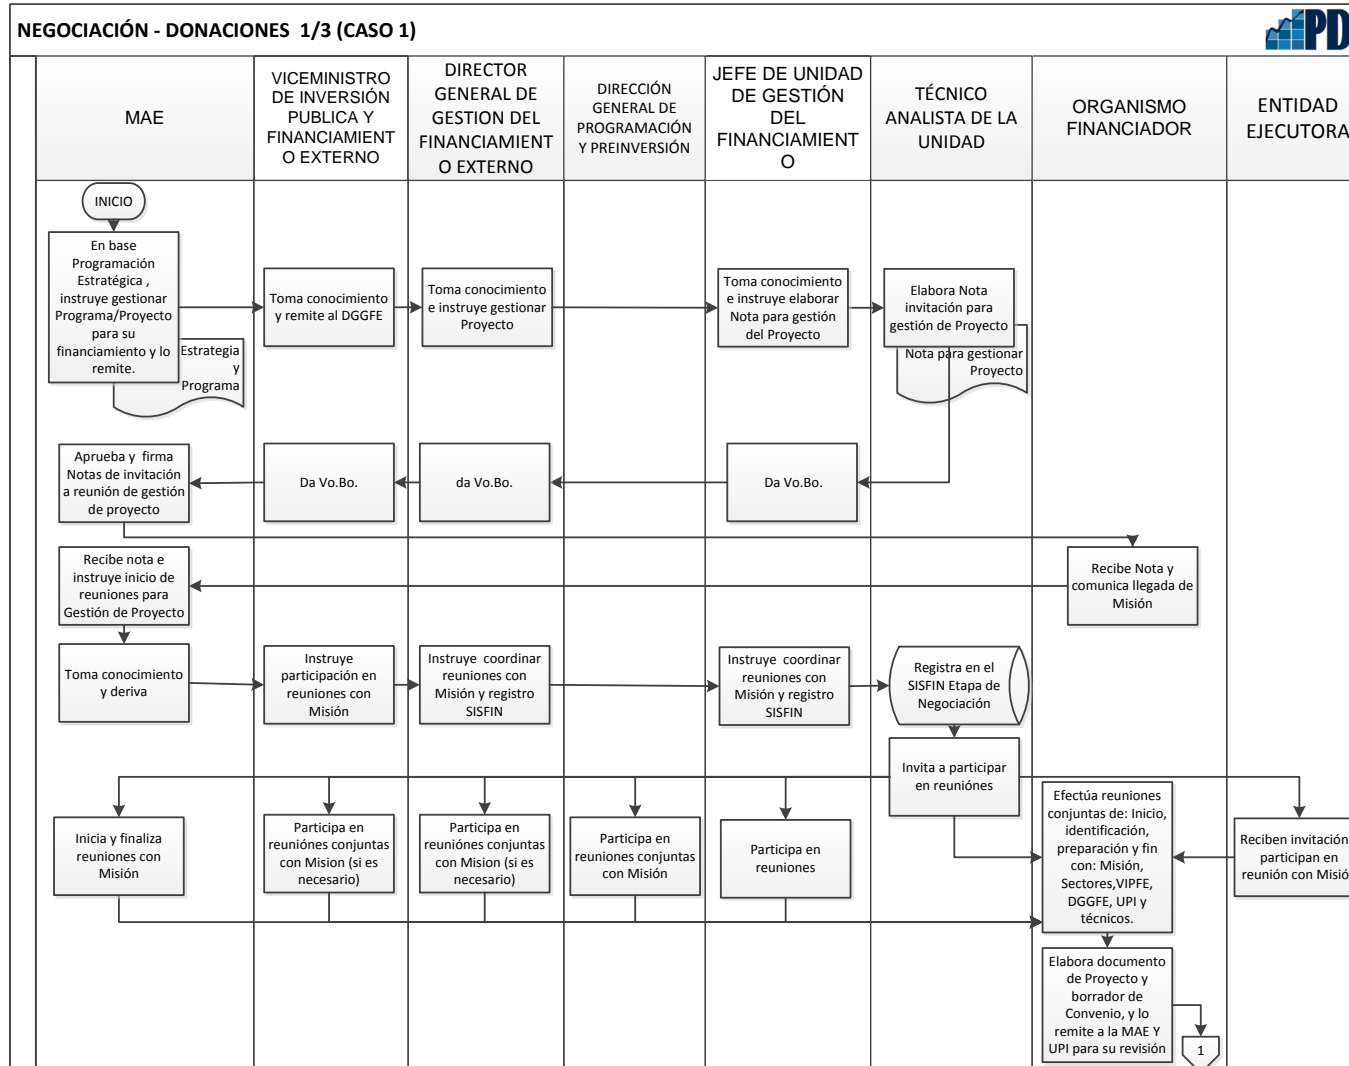 NEGOCIACIÓN - DONACIONES 1/3 (CASO 1)
PD
MAE
VICEMINISTRO
DE INVERSIÓN
PUBLICA Y
FINANCIAMIENT
O EXTERNO
DIRECTOR
GENERAL DE
GESTION DEL
FINANCIAMIENT
O EXTERNO
DIRECCIÓN
GENERAL DE
PROGRAMACIÓN
Y PREINVERSIÓN
JEFE DE UNIDAD
DE GESTIÓN
DEL
FINANCIAMIENT
O
TÉCNICO
ANALISTA DE LA
UNIDAD
ORGANISMO
FINANCIADOR
ENTIDAD
EJECUTORA
INICIO
En base
Programación
Estratégica ,
instruye gestionar
Programa/Proyecto
para su
financiamiento y lo
remite.
Estrategia
y
Programa
Toma conocimiento
y remite al DGGFE
Toma conocimiento
e instruye gestionar
Proyecto
Toma conocimiento
e instruye elaborar
Nota para gestión
del Proyecto
Elabora Nota
invitación para
gestión de Proyecto
Nota para gestionar
Proyecto
Aprueba y firma
Notas de invitación
a reunión de gestión
de proyecto
Da Vo.Bo.
da Vo.Bo.
Da Vo.Bo.
Recibe nota e
instruye inicio de
reuniones para
Gestión de Proyecto
Recibe Nota y
comunica llegada de
Misión
Toma conocimiento
y deriva
Instruye
participación en
reuniones con
Misión
Instruye coordinar
reuniones con
Misión y registro
SISFIN
Instruye coordinar
reuniones con
Misión y registro
SISFIN
Registra en el
SISFIN Etapa de
Negociación
Invita a participar
en reuniónes
Inicia y finaliza
reuniones con
Misión
Participa en
reuniónes conjuntas
con Mision (si es
necesario)
Participa en
reuniónes conjuntas
con Mision (si es
necesario)
Participa en
reuniones conjuntas
con Misión
Participa en
reuniones
Efectúa reuniones
conjuntas de: Inicio,
identificación,
preparación y fin
con: Misión,
Sectores,VIPFE,
DGGFE, UPI y
técnicos.
Reciben invitación
participan en
reunión con Misió
Elabora documento
de Proyecto y
borrador de
Convenio, y lo
remite a la MAE Y
UPI para su revisión
1